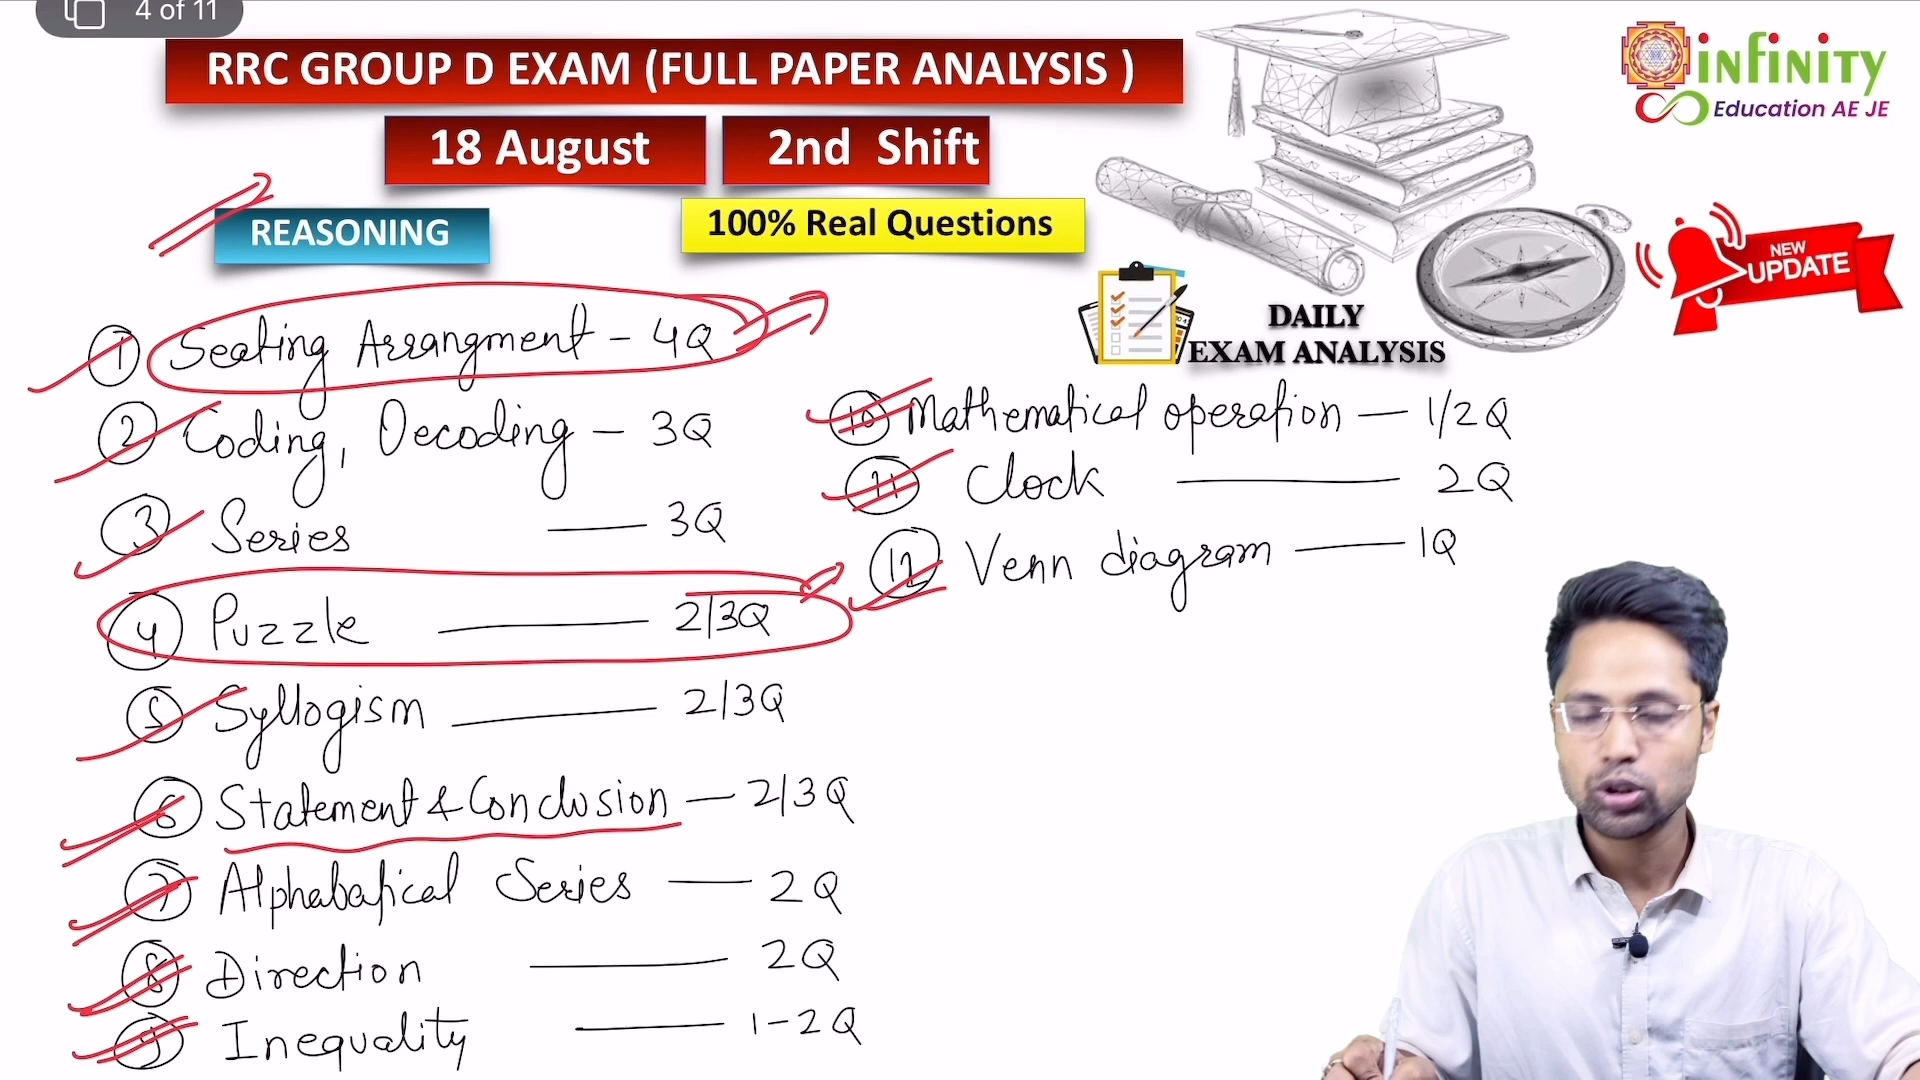 4 of 11
RRC GROUP D EXAM (FULL PAPER ANALYSIS )
18 August
2nd Shift
REASONING
100% Real Questions
infinity
Education AE JE
NEW
UPDATE
DAILY
EXAM ANALYSIS
1 Seating Arrangment - 4Q
2 Coding, Decoding - 3Q
3 Series — 3Q
4 Puzzle — 2/3Q
5 Syllogism — 2/3Q
6 Statement & Conclusion — 2/3Q
7 Alphabatical Series — 2Q
8 Direction — 2Q
9 Inequality — 1-2Q
10 Mathematical operation — 1/2Q
11 Clock — 2Q
12 Venn diagram — 1Q